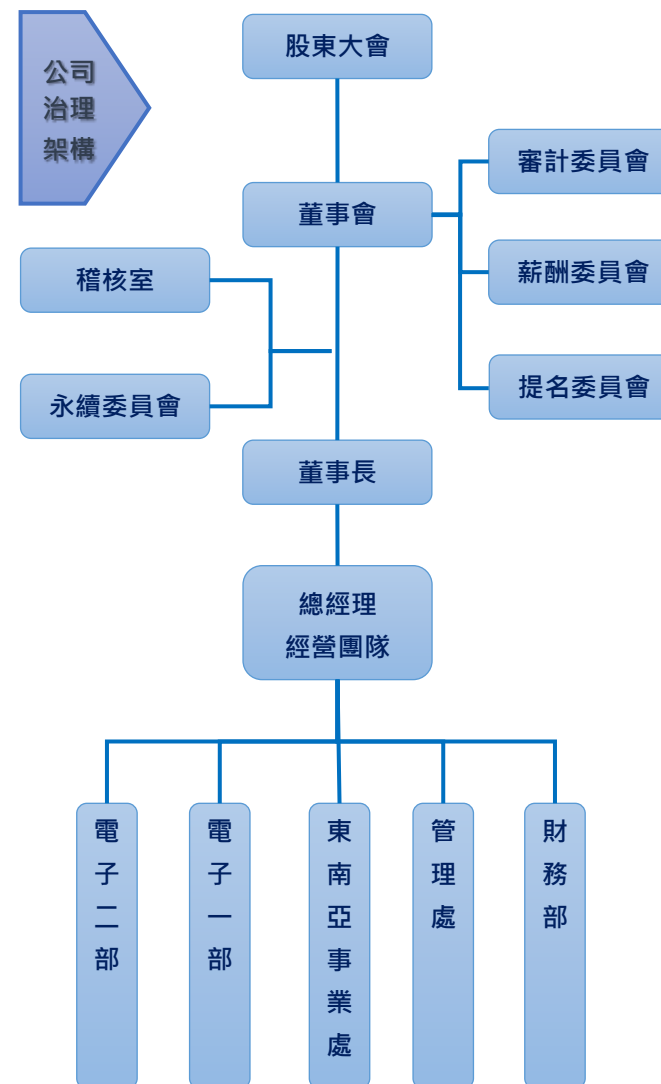 公司
治理
架構
股東大會
董事會
審計委員會
薪酬委員會
提名委員會
稽核室
永續委員會
董事長
總經理
經營團隊
電子二部
電子一部
東南亞事業處
管理處
財務部